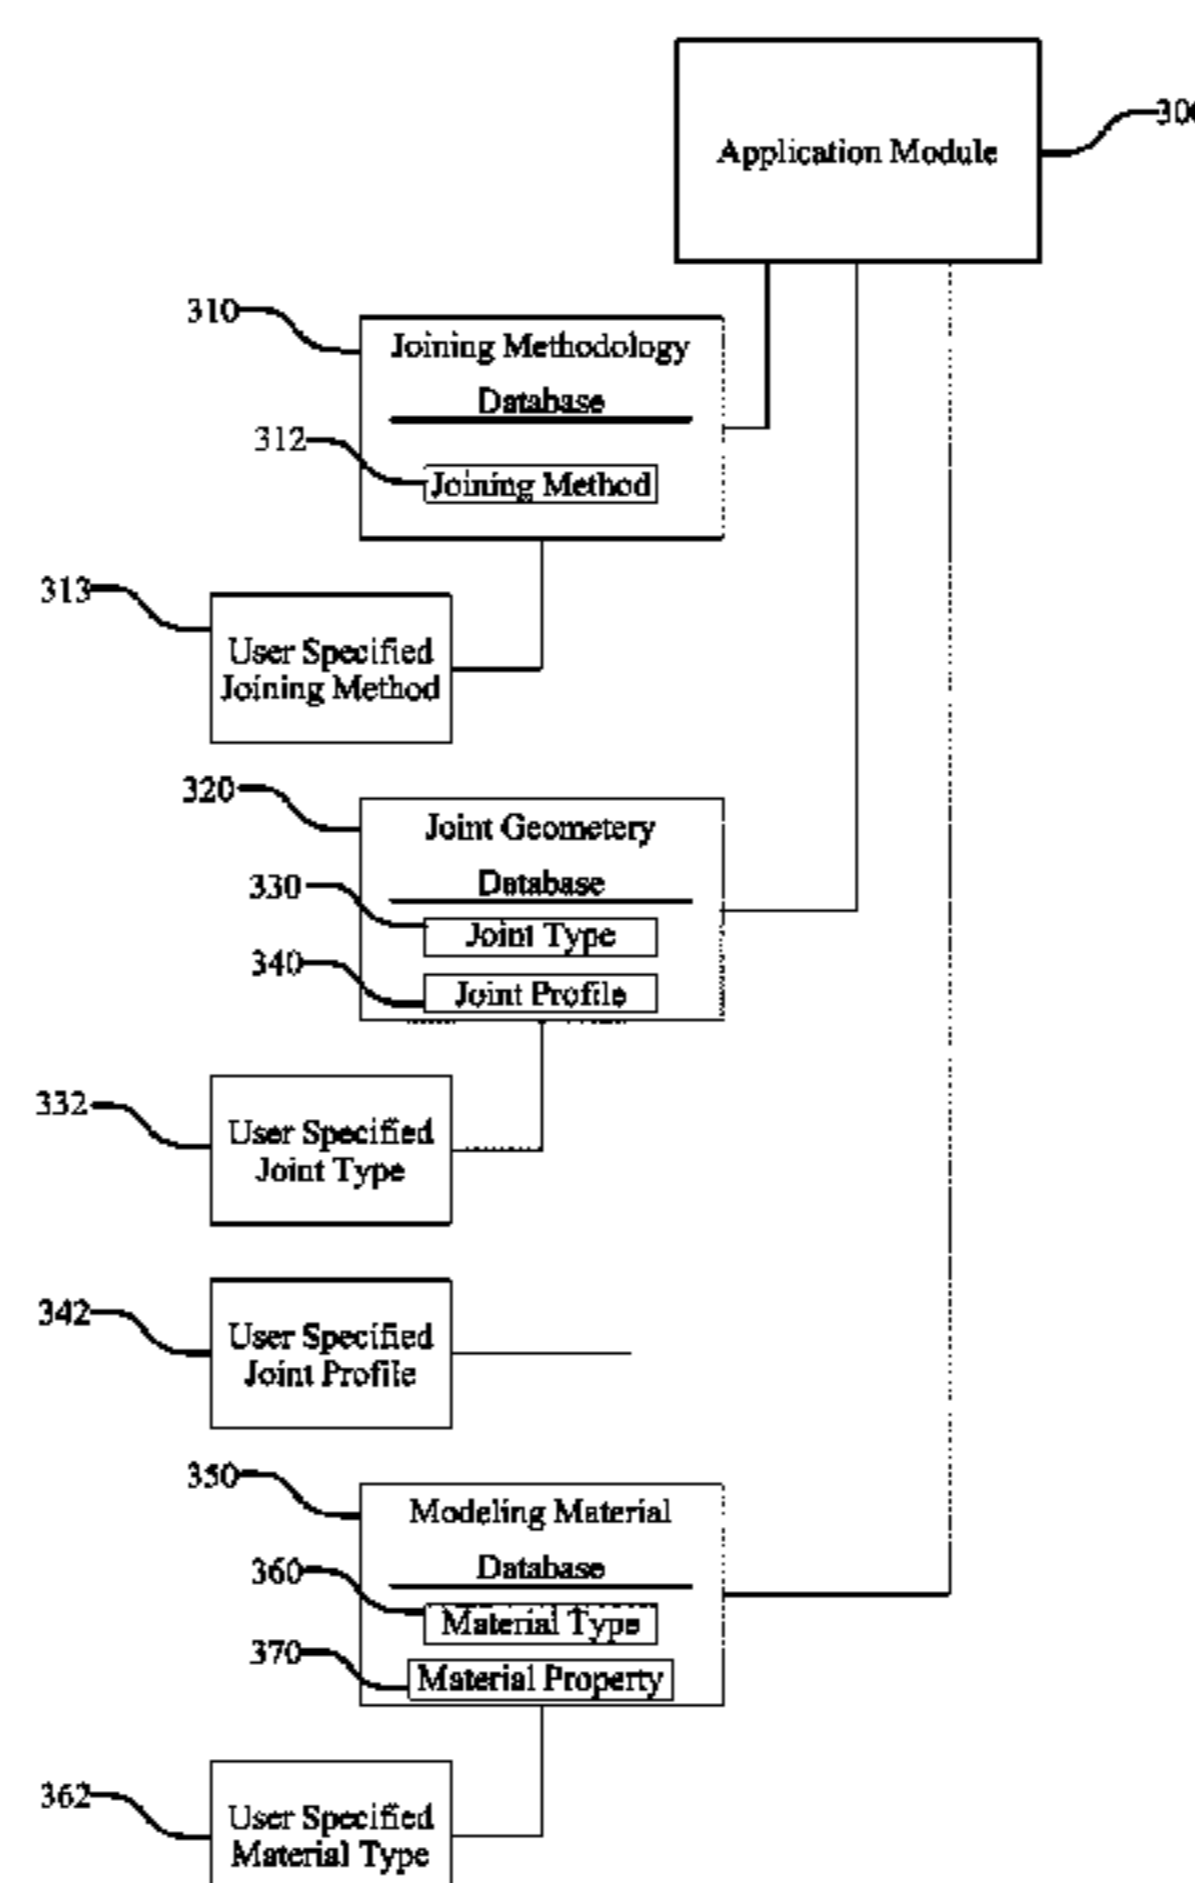 Application Module
310
Joining Methodology
Database
312
Joining Method
313
User Specified
Joining Method
320
Joint Geometery
Database
330
Joint Type
340
Joint Profile
332
User Specified
Joint Type
342
User Specified
Joint Profile
350
Modeling Material
Database
360
Material Type
370
Material Property
362
User Specified
Material Type